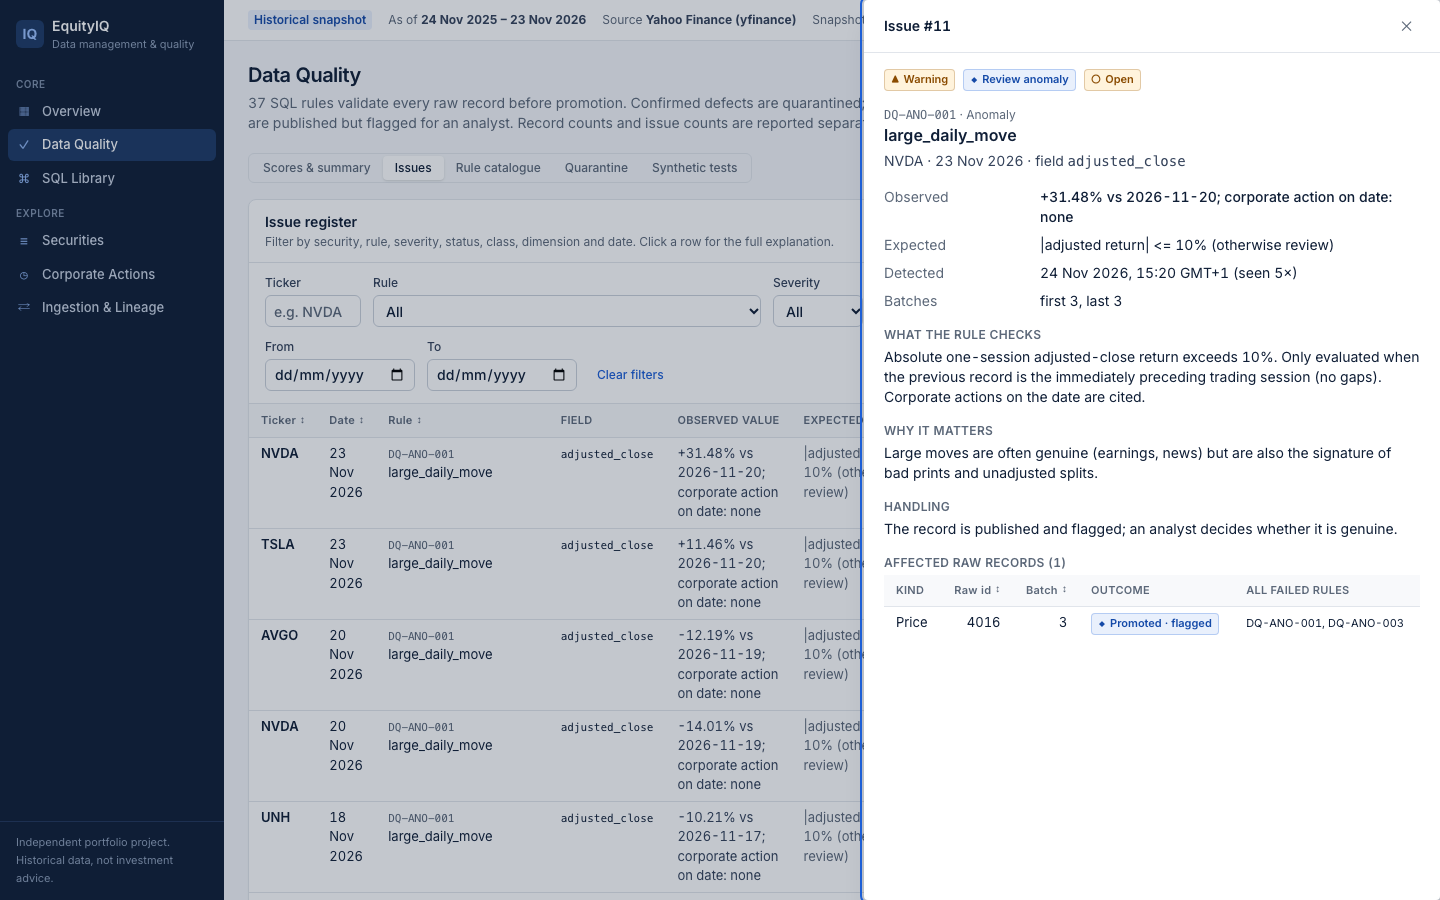 IQ
EquityIQ
Data management & quality
CORE
Overview
Data Quality
SQL Library
EXPLORE
Securities
Corporate Actions
Ingestion & Lineage
Independent portfolio project.
Historical data, not investment
advice.
Historical snapshot As of 24 Nov 2025 – 23 Nov 2026 Source Yahoo Finance (yfinance) Snapshot
Data Quality
37 SQL rules validate every raw record before promotion. Confirmed defects are quarantined;
are published but flagged for an analyst. Record counts and issue counts are reported
Scores & summary Issues Rule catalogue Quarantine Synthetic tests
Issue register
Filter by security, rule, severity, status, class, dimension and date. Click a row for the full explanation.
Ticker Rule Severity
e.g. NVDA All All
From To
dd/mm/yyyy dd/mm/yyyy Clear filters
Ticker ↕ Date ↕ Rule ↕ FIELD OBSERVED VALUE EXPECTED
NVDA 23 DQ-ANO-001 adjusted_close +31.48% vs |adjusted
Nov large_daily_move 2026-11-20; 10%
2026 corporate action review)
on date: none
TSLA 23 DQ-ANO-001 adjusted_close +11.46% vs |adjusted
Nov large_daily_move 2026-11-20; 10%
2026 corporate action review)
on date: none
AVGO 20 DQ-ANO-001 adjusted_close -12.19% vs |adjusted
Nov large_daily_move 2026-11-19; 10%
2026 corporate action review)
on date: none
NVDA 20 DQ-ANO-001 adjusted_close -14.01% vs |adjusted
Nov large_daily_move 2026-11-19; 10%
2026 corporate action review)
on date: none
UNH 18 DQ-ANO-001 adjusted_close -10.21% vs |adjusted
Nov large_daily_move 2026-11-17; 10%
2026 corporate action review)
on date: none
Issue #11
Warning Review anomaly Open
DQ-ANO-001 · Anomaly
large_daily_move
NVDA · 23 Nov 2026 · field adjusted_close
Observed +31.48% vs 2026-11-20; corporate action on date:
none
Expected |adjusted return| <= 10% (otherwise review)
Detected 24 Nov 2026, 15:20 GMT+1 (seen 5×)
Batches first 3, last 3
WHAT THE RULE CHECKS
Absolute one-session adjusted-close return exceeds 10%. Only evaluated when
the previous record is the immediately preceding trading session (no gaps).
Corporate actions on the date are cited.
WHY IT MATTERS
Large moves are often genuine (earnings, news) but are also the signature of
bad prints and unadjusted splits.
HANDLING
The record is published and flagged; an analyst decides whether it is genuine.
AFFECTED RAW RECORDS (1)
KIND Raw id ↕ Batch ↕ OUTCOME ALL FAILED RULES
Price 4016 3 Promoted · flagged DQ-ANO-001, DQ-ANO-003